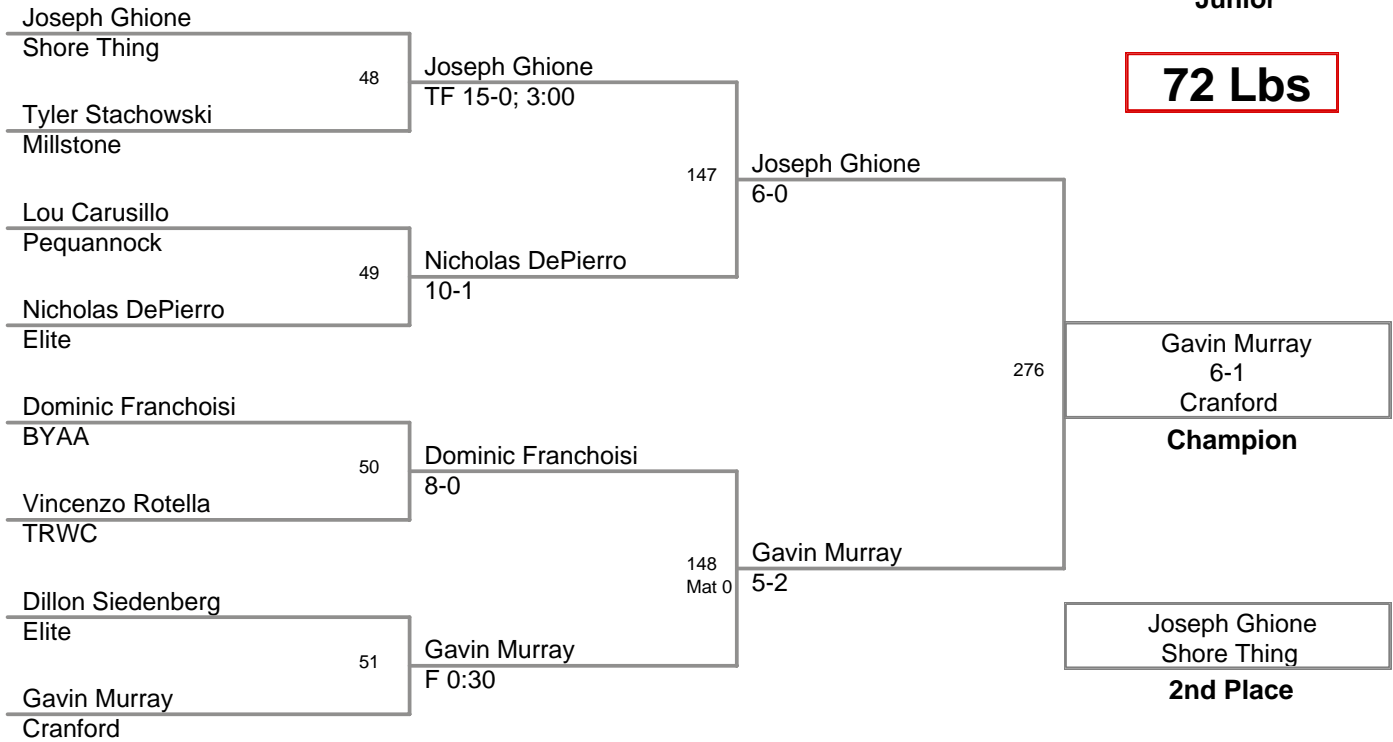 Junior
72 Lbs
Joseph Ghione
Shore Thing
48
Tyler Stachowski
Millstone
Joseph Ghione
TF 15-0; 3:00
Lou Carusillo
Pequannock
49
Nicholas DePierro
Elite
Nicholas DePierro
10-1
147
Joseph Ghione
6-0
Dominic Franchoisi
BYAA
50
Vincenzo Rotella
TRWC
Dominic Franchoisi
8-0
Dillon Siedenberg
Elite
51
Gavin Murray
Cranford
Gavin Murray
F 0:30
148
Mat 0
Gavin Murray
5-2
276
Gavin Murray
6-1
Cranford
Champion
Joseph Ghione
Shore Thing
2nd Place